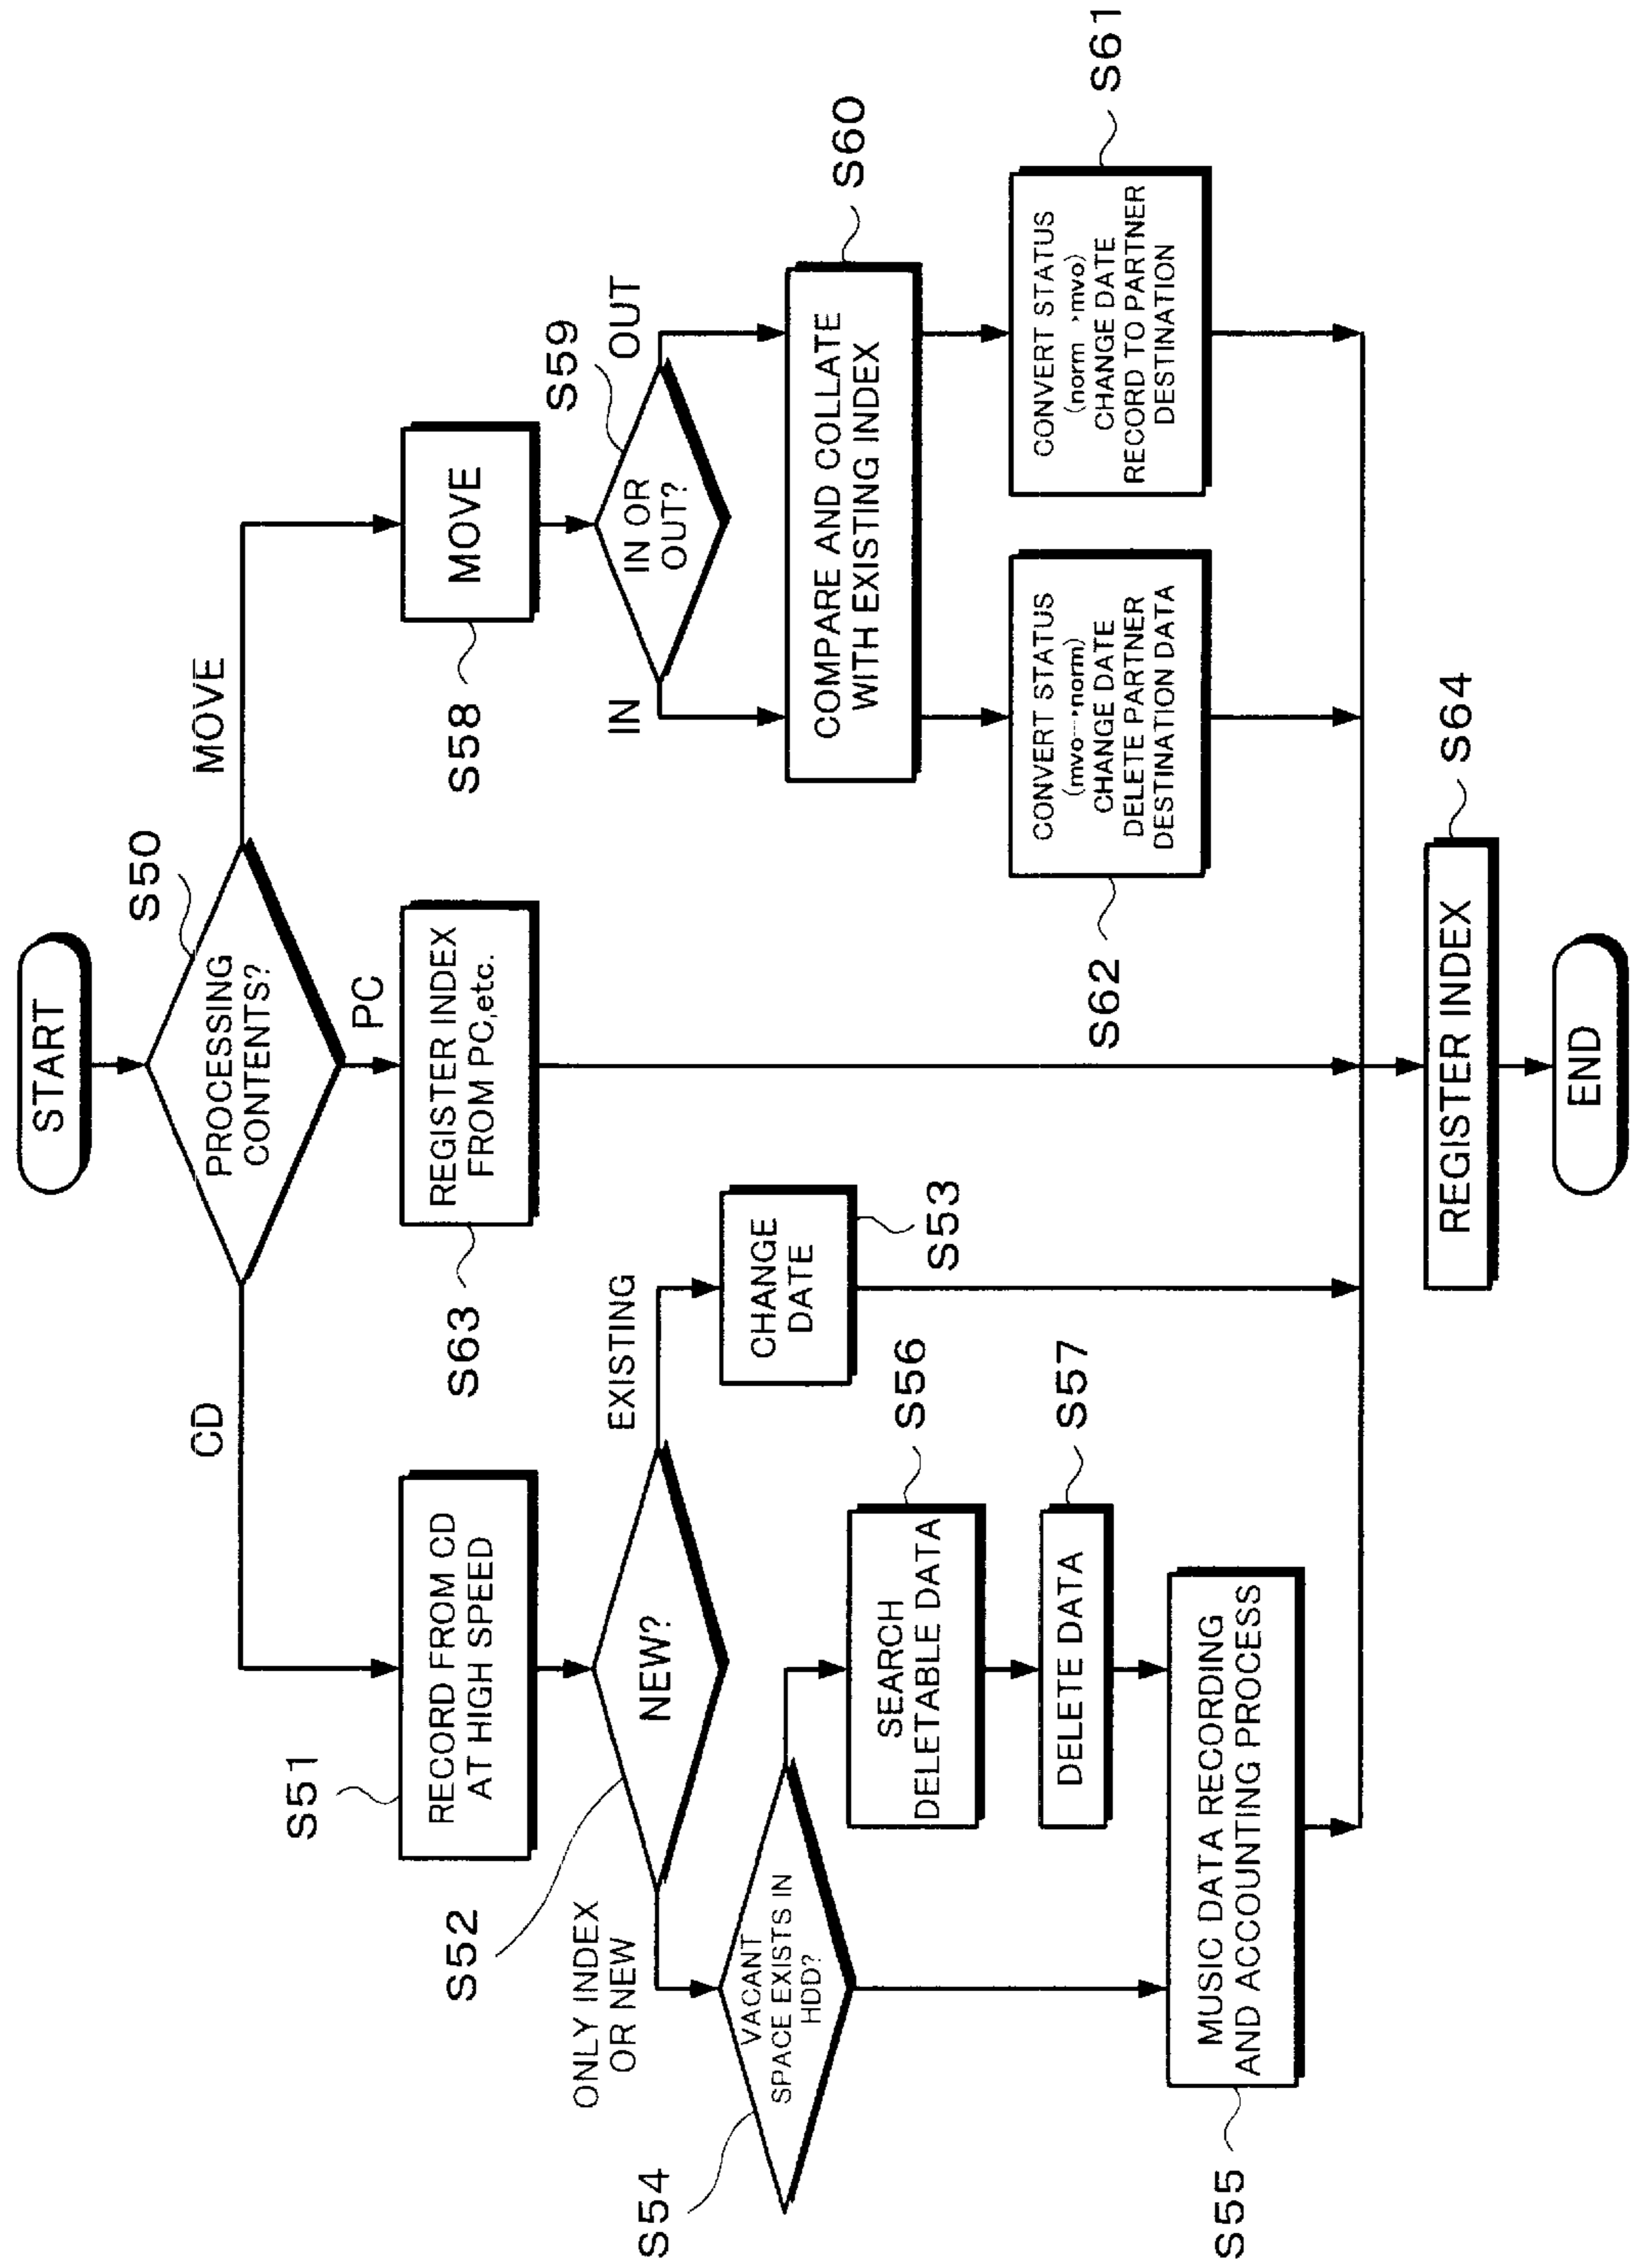 START
S50
PROCESSING
CONTENTS?
CD
PC
MOVE
S51
RECORD FROM CD
AT HIGH SPEED
S63
REGISTER INDEX
FROM PC,etc.
S58
MOVE
S52
NEW?
ONLY INDEX
OR NEW
EXISTING
S59
IN OR
OUT?
IN
OUT
S54
VACANT
SPACE EXISTS IN
HDD?
CHANGE
DATE
S53
COMPARE AND COLLATE
WITH EXISTING INDEX
S60
SEARCH
DELETABLE DATA
S56
DELETE DATA
S57
S62
CONVERT STATUS
(mvo→norm)
CHANGE DATE
DELETE PARTNER
DESTINATION DATA
CONVERT STATUS
(norm→mvo)
CHANGE DATE
RECORD TO PARTNER
DESTINATION
S61
S55
MUSIC DATA RECORDING
AND ACCOUNTING PROCESS
REGISTER INDEX
S64
END